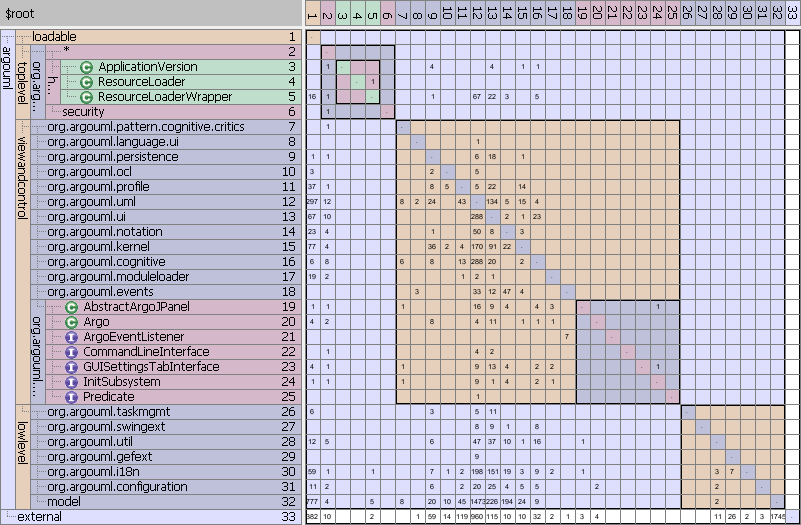 $root 1 2 3 4 5 6 7 8 9 10 11 12 13 14 15 16 17 18 19 20 21 22 23 24 25 26 27 28 29 30 31 32 33
argouml
toplevel
org.arg...
h...
viewandcontrol
org.argouml...
lowlevel
loadable 1 -
* 2 -
ApplicationVersion 3 1 - 4 4 1 1
ResourceLoader 4 1 - 1
ResourceLoaderWrapper 5 16 1 - 1 67 22 3 6
security 6 1 -
org.argouml.pattern.cognitive.critics 7 1 -
org.argouml.language.ui 8 - 1
org.argouml.persistence 9 1 1 - 6 18 1
org.argouml.ocl 10 3 2 - 5
org.argouml.profile 11 37 1 8 5 - 5 22 14
org.argouml.uml 12 297 12 8 2 24 43 - 134 5 15 4
org.argouml.ui 13 67 10 288 - 2 1 23
org.argouml.notation 14 23 4 50 8 - 3
org.argouml.kernel 15 77 4 36 2 4 170 91 22 -
org.argouml.cognitive 16 6 8 6 8 13 288 20 2 -
org.argouml.moduleloader 17 19 2 1 2 1 -
org.argouml.events 18 3 33 12 47 4 -
AbstractArgoJPanel 19 1 1 1 16 9 4 4 3 - 1
Argo 20 4 2 8 4 11 1 1 1 -
ArgoEventListener 21 7 -
CommandLineInterface 22 1 4 2 -
GUISettingsTabInterface 23 4 1 1 9 13 4 2 2 - 1
InitSubsystem 24 1 1 1 9 14 4 2 1 -
Predicate 25 1 1 -
org.argouml.taskmgmt 26 6 3 5 11 -
org.argouml.swingext 27 8 9 1 8 -
org.argouml.util 28 12 5 6 47 37 10 1 16 1 -
org.argouml.gefext 29 9 -
org.argouml.i18n 30 59 1 1 7 1 2 198 151 19 3 9 2 1 3 7 -
org.argouml.configuration 31 11 2 6 2 20 25 4 5 5 2 2 -
model 32 777 4 5 8 20 10 45 1473 226 194 24 9 11 -
external 33 382 10 2 1 59 14 119 960 115 10 10 32 2 1 3 4 11 26 2 3 1745 -